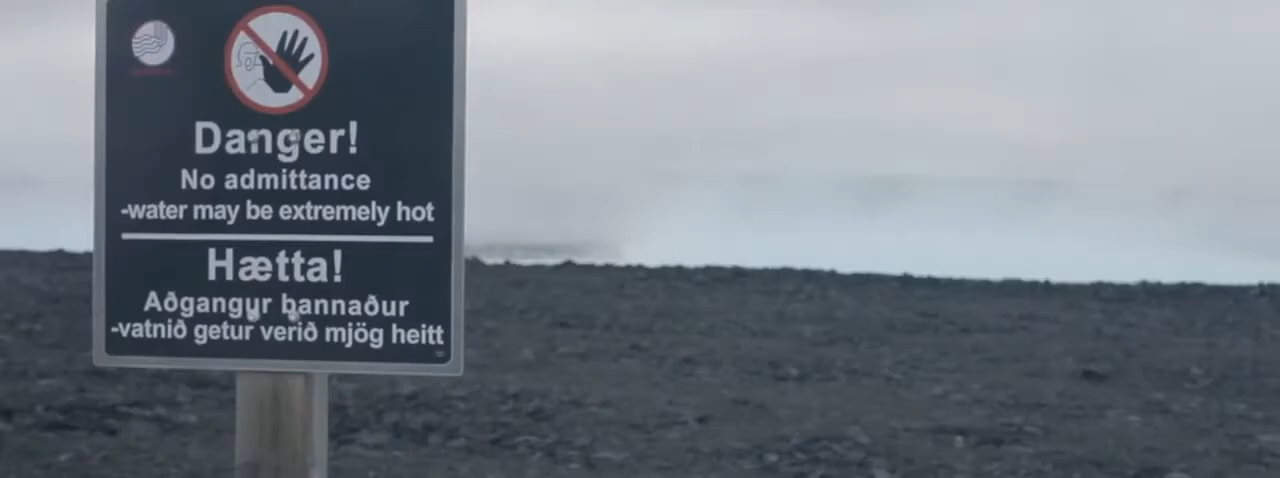 Danger!
No admittance
-water may be extremely hot
Hætta!
Aðgangur bannaður
-vatnið getur verið mjög heitt